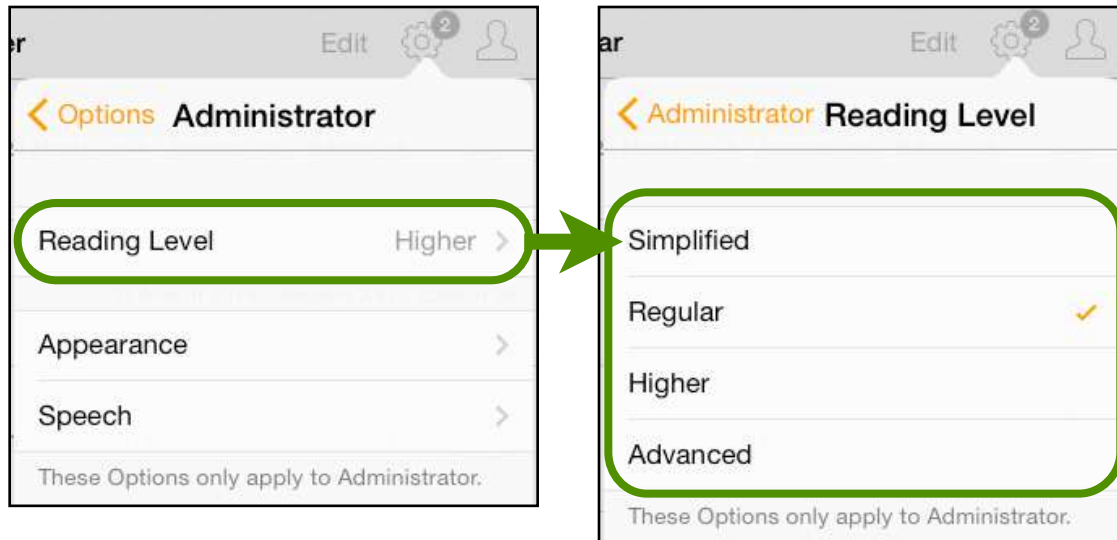 er Edit 2
Options Administrator
Reading Level Higher
Appearance
Speech
These Options only apply to Administrator.
ar Edit 2
Administrator Reading Level
Simplified
Regular
Higher
Advanced
These Options only apply to Administrator.